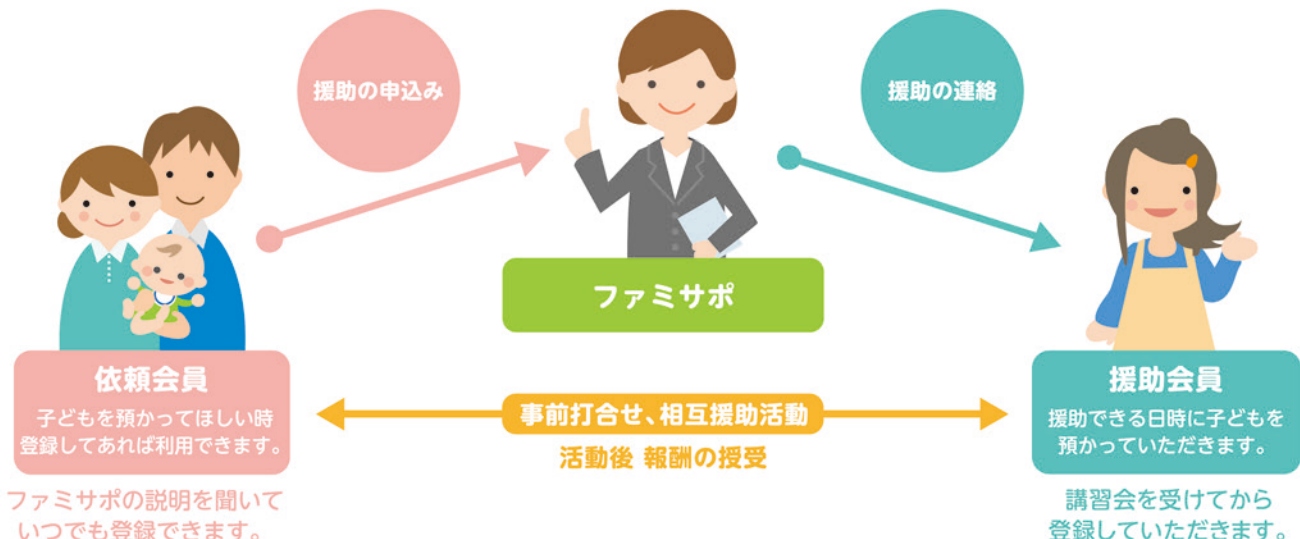 援助の申込み
援助の連絡
ファミサポ
依頼会員
子どもを預かってほしい時
登録してあれば利用できます。
ファミサポの説明を聞いて
いつでも登録できます。
事前打合せ、相互援助活動
活動後 報酬の授受
援助会員
援助できる日時に子どもを
預かっていただきます。
講習会を受けてから
登録していただきます。